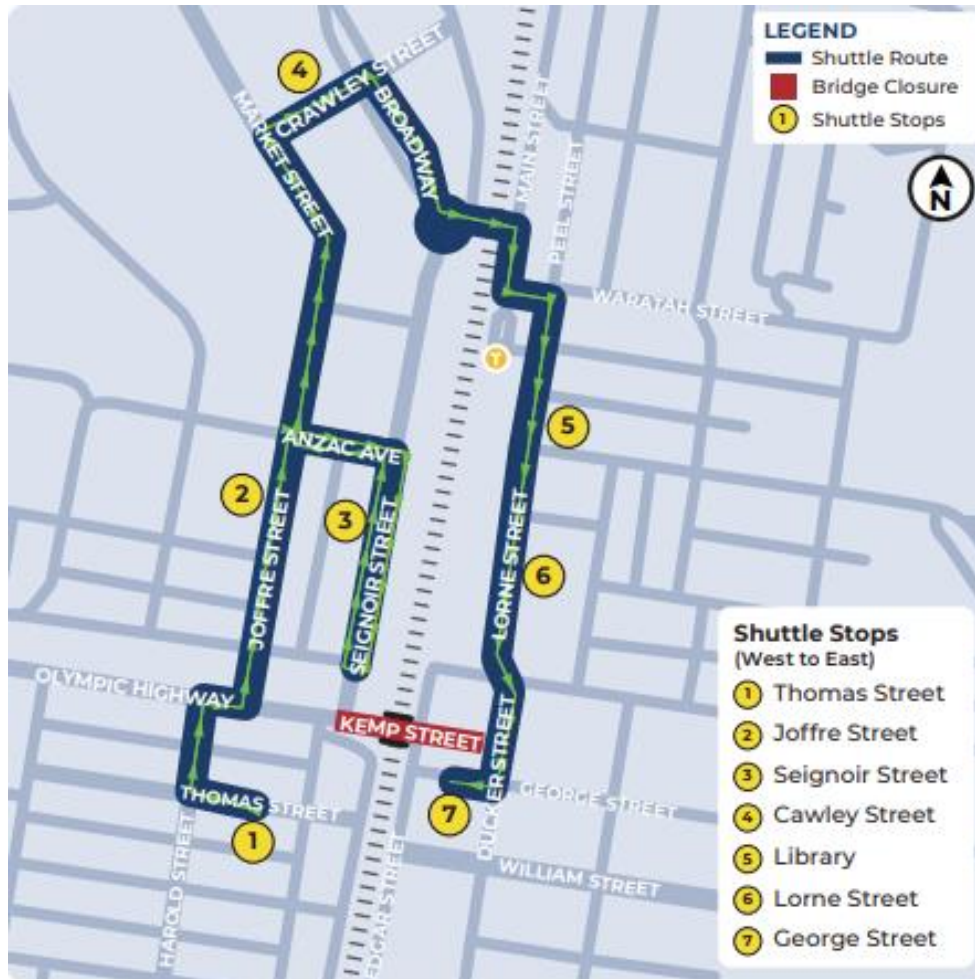 LEGEND
Shuttle Route
Bridge Closure
1 Shuttle Stops
N
4
CRAWLEY STREET
MARKET STREET
BROADWAY
MAIN STREET
PEEL STREET
WARATAH STREET
T
5
ANZAC AVE
2
3
JOFFRE STREET
SEIGNOIR STREET
LORNE STREET
6
OLYMPIC HIGHWAY
KEMP STREET
THOMAS STREET
1
7
GEORGE STREET
DUCKER STREET
WILLIAM STREET
HAROLD STREET
EDGAR STREET
Shuttle Stops
(West to East)
1 Thomas Street
2 Joffre Street
3 Seignoir Street
4 Cawley Street
5 Library
6 Lorne Street
7 George Street